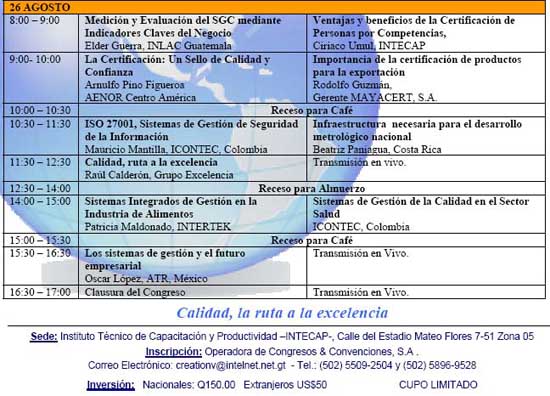 26 AGOSTO
8:00 – 9:00 Medición y Evaluación del SGC mediante Ventajas y beneficios de la Certificación de
Indicadores Claves del Negocio Personas por Competencias,
Elder Guerra, INLAC Guatemala Ciriaco Umul, INTECAP
9:00- 10:00 La Certificación: Un Sello de Calidad y Importancia de la certificación de productos
Confianza para la exportación
Arnulfo Pino Figueroa Rodolfo Guzmán,
AENOR Centro América Gerente MAYACERT, S.A.
10:00 – 10:30 Receso para Café
10:30 – 11:30 ISO 27001, Sistemas de Gestión de Seguridad Infraestructura necesaria para el desarrollo
de la Información metrológico nacional
Mauricio Mantilla, ICONTEC, Colombia Beatriz Paniagua, Costa Rica
11:30 – 12:30 Calidad, ruta a la excelencia Transmisión en vivo.
Raúl Calderón, Grupo Excelencia
12:30 – 14:00 Receso para Almuerzo
14:00 – 15:00 Sistemas Integrados de Gestión en la Sistemas de Gestión de la Calidad en el Sector
Industria de Alimentos Salud
Patricia Maldonado, INTERTEK ICONTEC, Colombia
15:00 – 15:30 Receso para Café
15:30 – 16:30 Los sistemas de gestión y el futuro Transmisión en Vivo.
empresarial
Oscar López, ATR, México
16:30 – 17:00 Clausura del Congreso Transmisión en Vivo.
Calidad, la ruta a la excelencia
Sede: Instituto Técnico de Capacitación y Productividad –INTECAP-, Calle del Estadio Mateo Flores 7-51 Zona 05
Inscripción: Operadora de Congresos & Convenciones, S.A .
Correo Electrónico: creationv@intelnet.net.gt - Tel.: (502) 5509-2504 y (502) 5896-9528
Inversión: Nacionales: Q150.00 Extranjeros US$50 CUPO LIMITADO